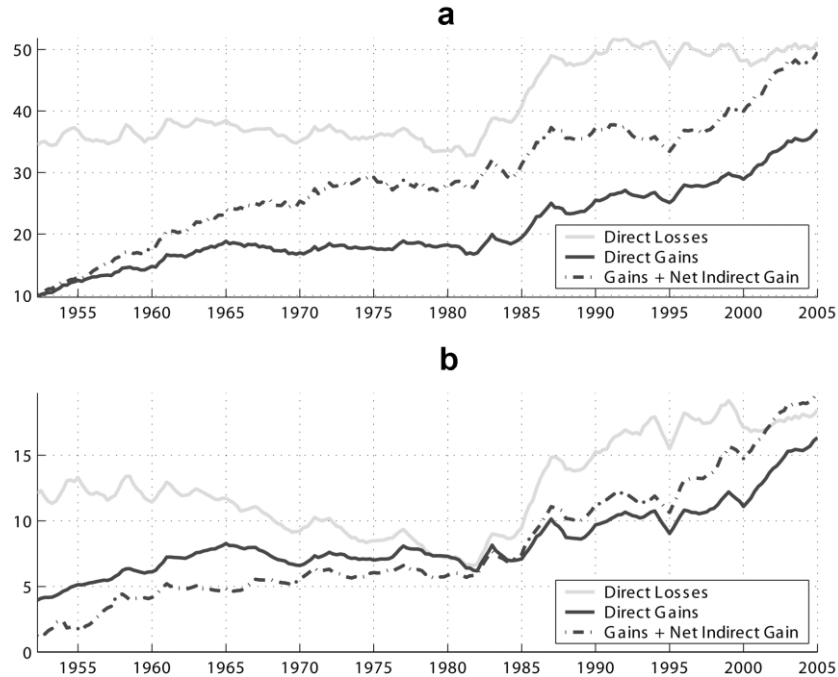 a
50
40
30
20
10
Direct Losses
Direct Gains
Gains + Net Indirect Gain
1955 1960 1965 1970 1975 1980 1985 1990 1995 2000 2005
b
15
10
5
0
Direct Losses
Direct Gains
Gains + Net Indirect Gain
1955 1960 1965 1970 1975 1980 1985 1990 1995 2000 2005